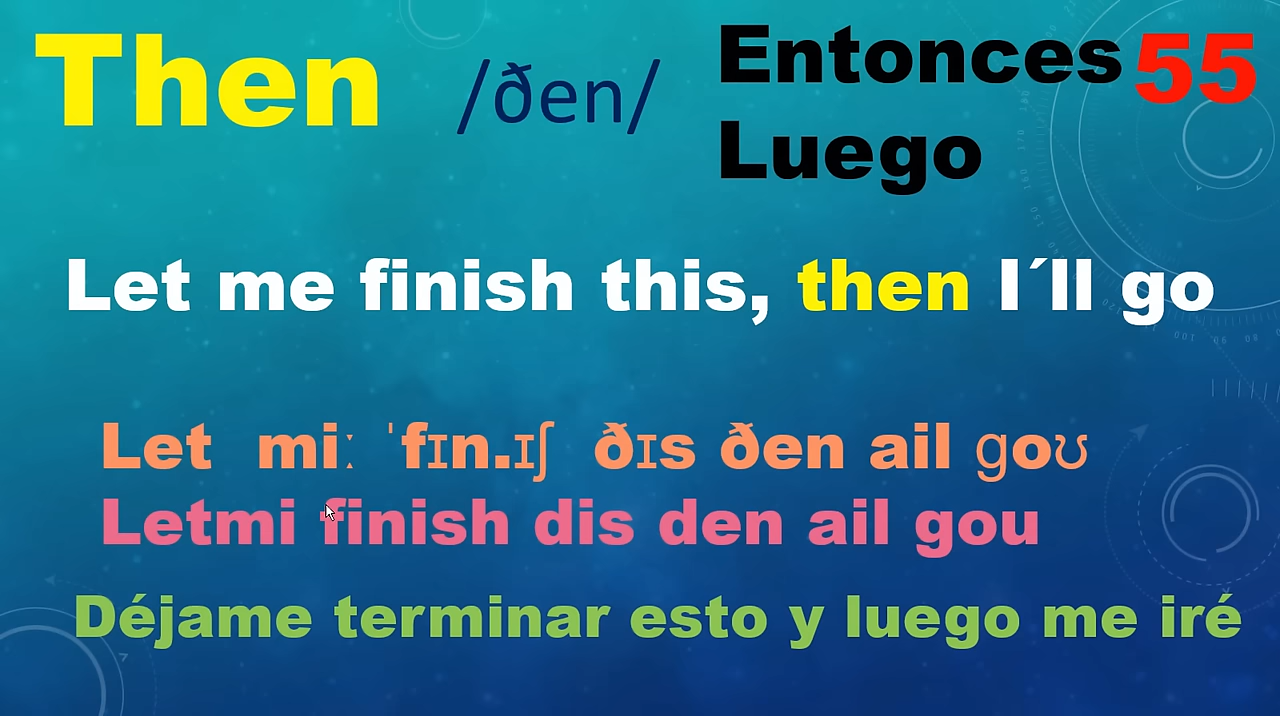 Then /ðen/ Entonces 55
Luego
Let me finish this, then I´ll go
Let miː ˈfɪn.ɪʃ ðɪs ðen ail goʊ
Letmi finish dis den ail gou
Déjame terminar esto y luego me iré